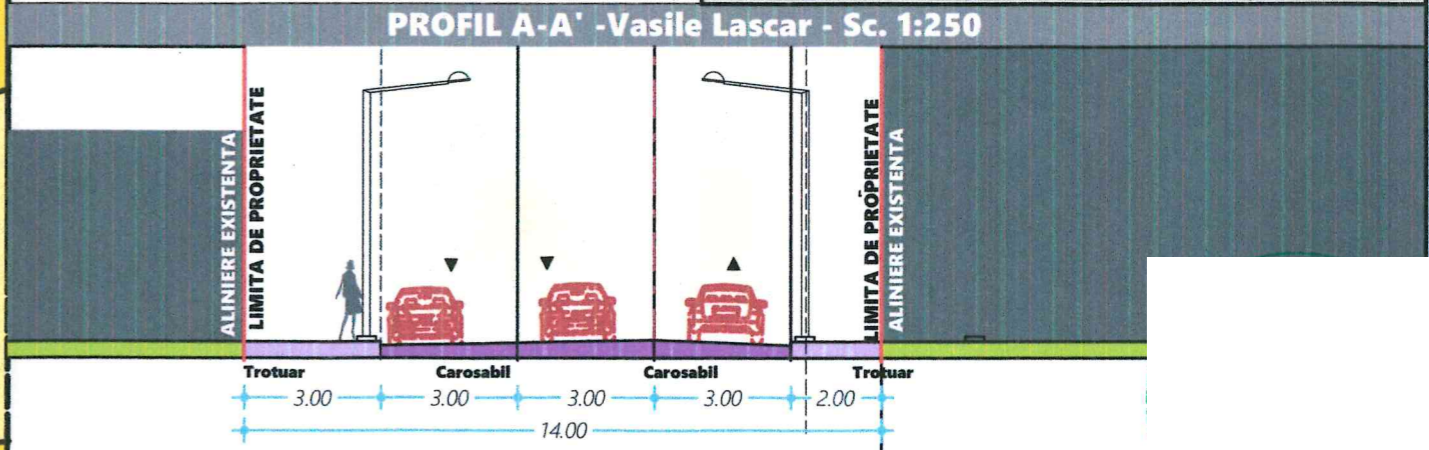 PROFIL A-A' -Vasile Lascar - Sc. 1:250
ALINIERE EXISTENTA
LIMITA DE PROPRIETATE
LIMITA DE PROPRIETATE
ALINIERE EXISTENTA
Trotuar Carosabil Carosabil Trotuar
3.00 3.00 3.00 3.00 2.00
14.00